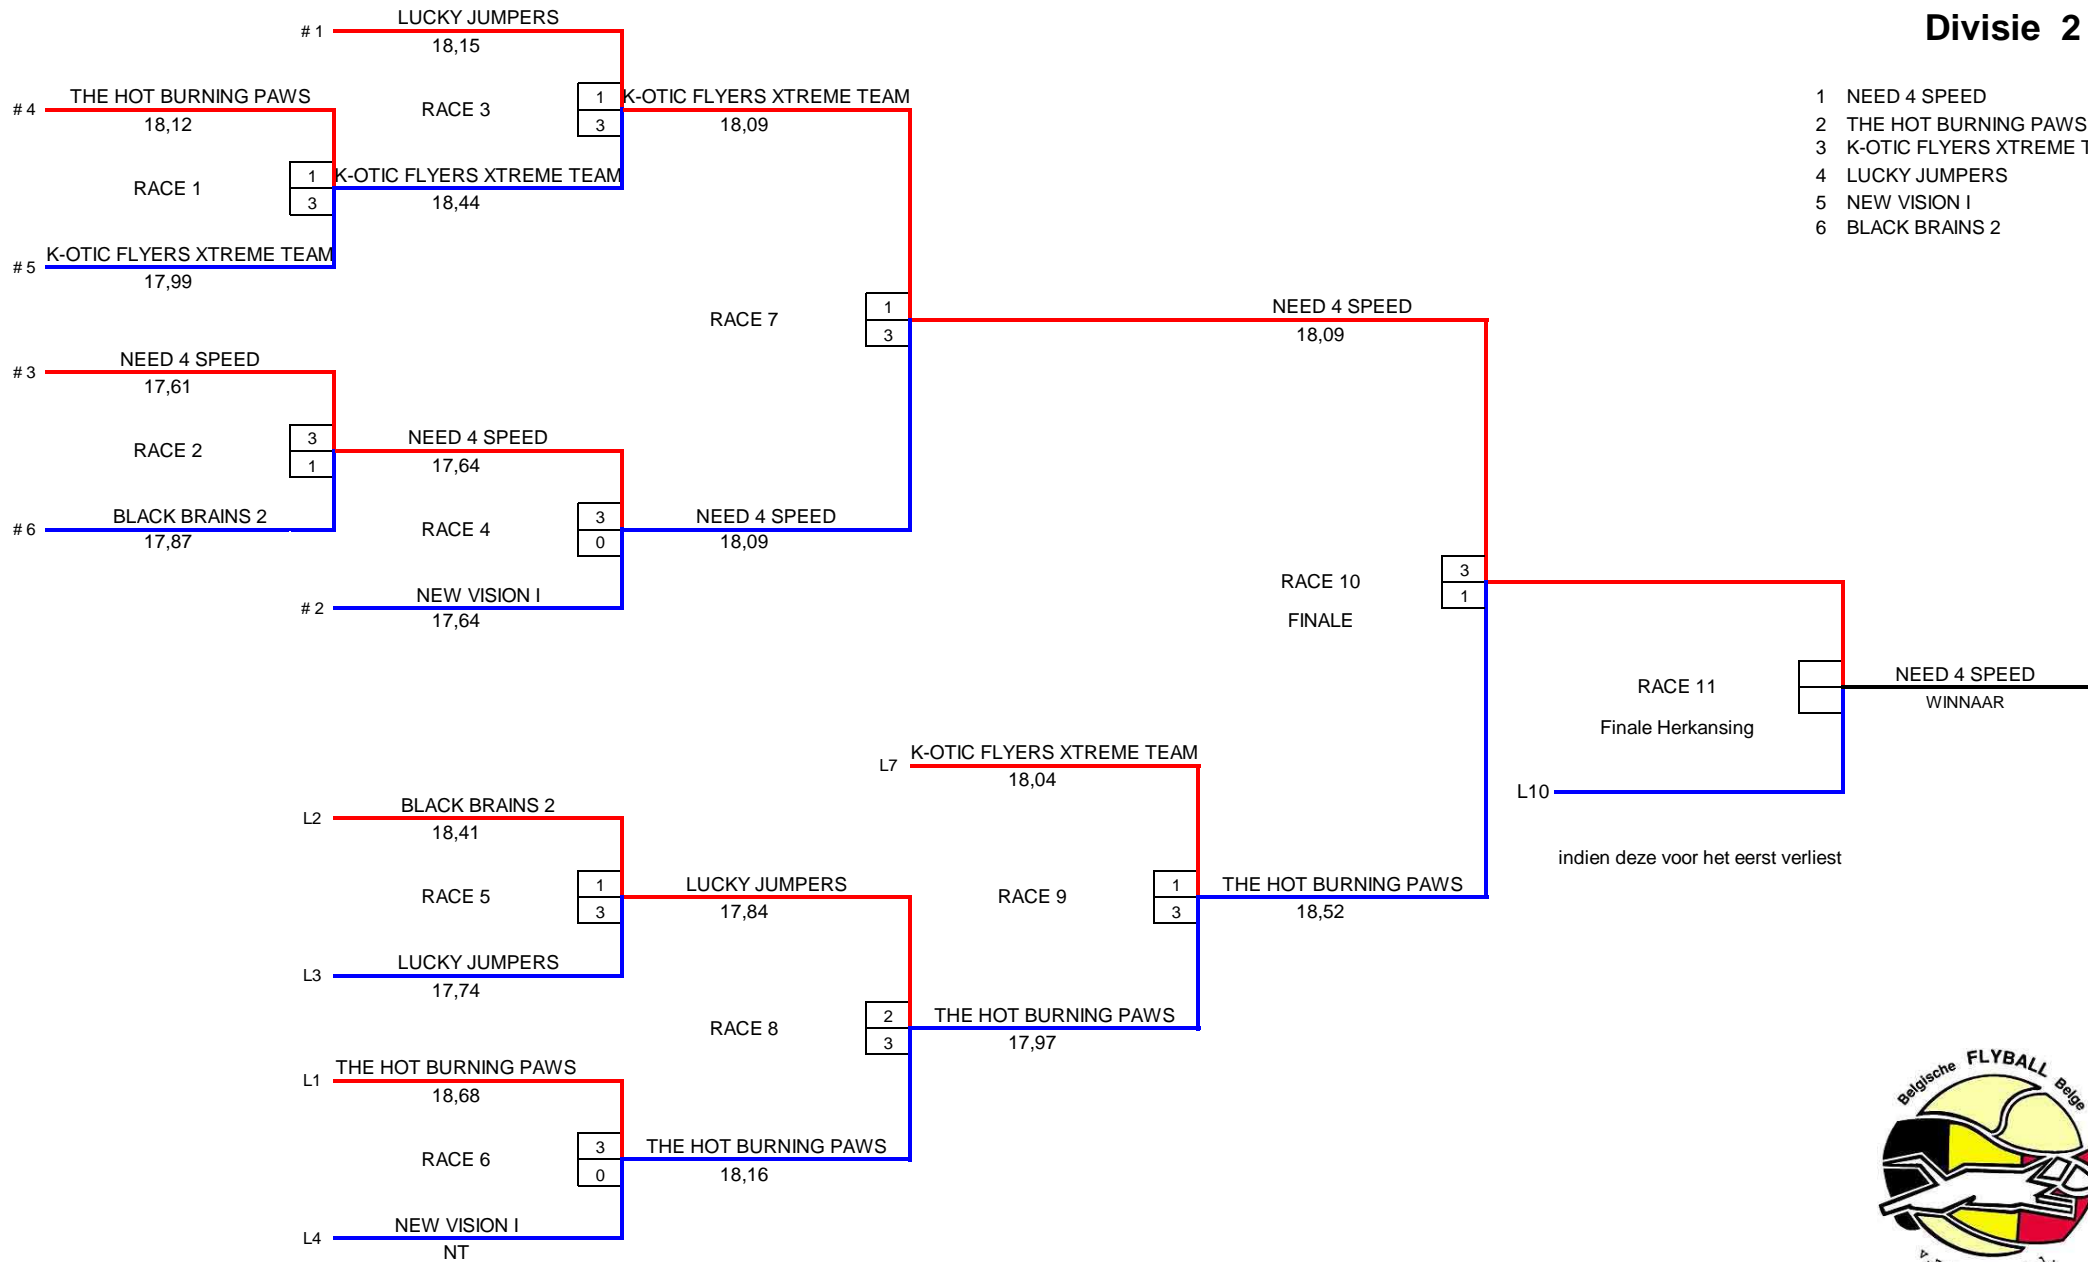 Divisie 2
1 NEED 4 SPEED
2 THE HOT BURNING PAWS
3 K-OTIC FLYERS XTREME T
4 LUCKY JUMPERS
5 NEW VISION I
6 BLACK BRAINS 2
# 1 LUCKY JUMPERS
18,15
# 4 THE HOT BURNING PAWS
18,12
RACE 1
1
3
# 5 K-OTIC FLYERS XTREME TEAM
17,99
RACE 3
1
3
K-OTIC FLYERS XTREME TEAM
18,44
K-OTIC FLYERS XTREME TEAM
18,09
# 3 NEED 4 SPEED
17,61
RACE 2
3
1
# 6 BLACK BRAINS 2
17,87
NEED 4 SPEED
17,64
RACE 4
3
0
# 2 NEW VISION I
17,64
NEED 4 SPEED
18,09
RACE 7
1
3
NEED 4 SPEED
18,09
RACE 10
FINALE
3
1
RACE 11
Finale Herkansing
NEED 4 SPEED
WINNAAR
L10
indien deze voor het eerst verliest
L7 K-OTIC FLYERS XTREME TEAM
18,04
RACE 9
1
3
THE HOT BURNING PAWS
18,52
L2 BLACK BRAINS 2
18,41
RACE 5
1
3
L3 LUCKY JUMPERS
17,74
LUCKY JUMPERS
17,84
RACE 8
2
3
THE HOT BURNING PAWS
17,97
L1 THE HOT BURNING PAWS
18,68
RACE 6
3
0
THE HOT BURNING PAWS
18,16
L4 NEW VISION I
NT
Belgische FLYBALL Belge